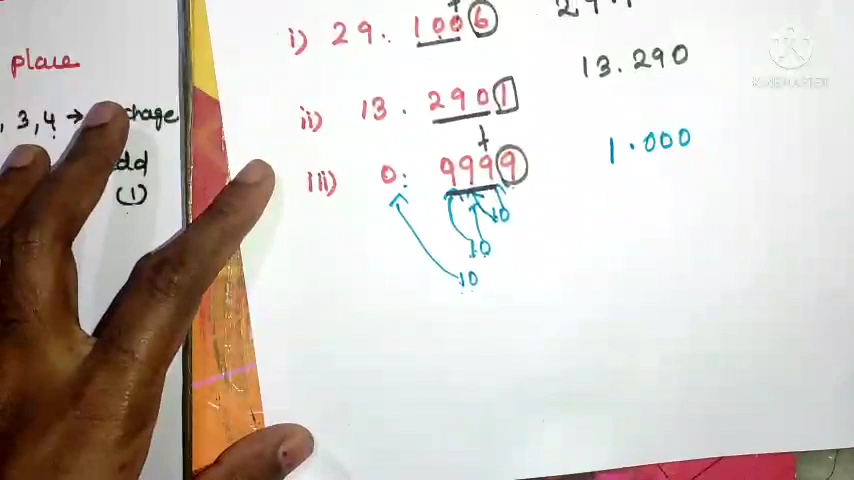 place
3, 4 → chage
dd
(1)
i) 29. 1006
ii) 13. 2901 13.290
iii) 0. 9999 1.000
10
10
10
KINEMASTER